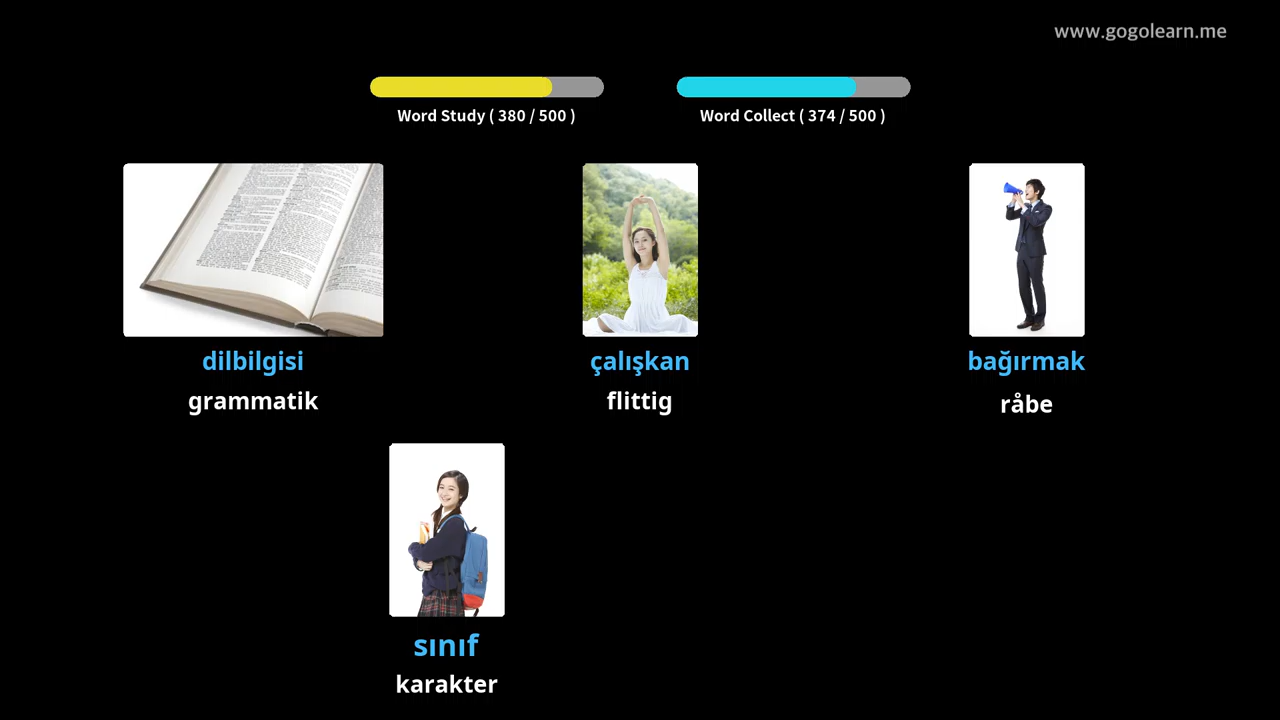 www.gogolearn.me
Word Study ( 380 / 500 )
Word Collect ( 374 / 500 )
dilbilgisi
grammatik
çalışkan
flittig
bağırmak
råbe
sınıf
karakter